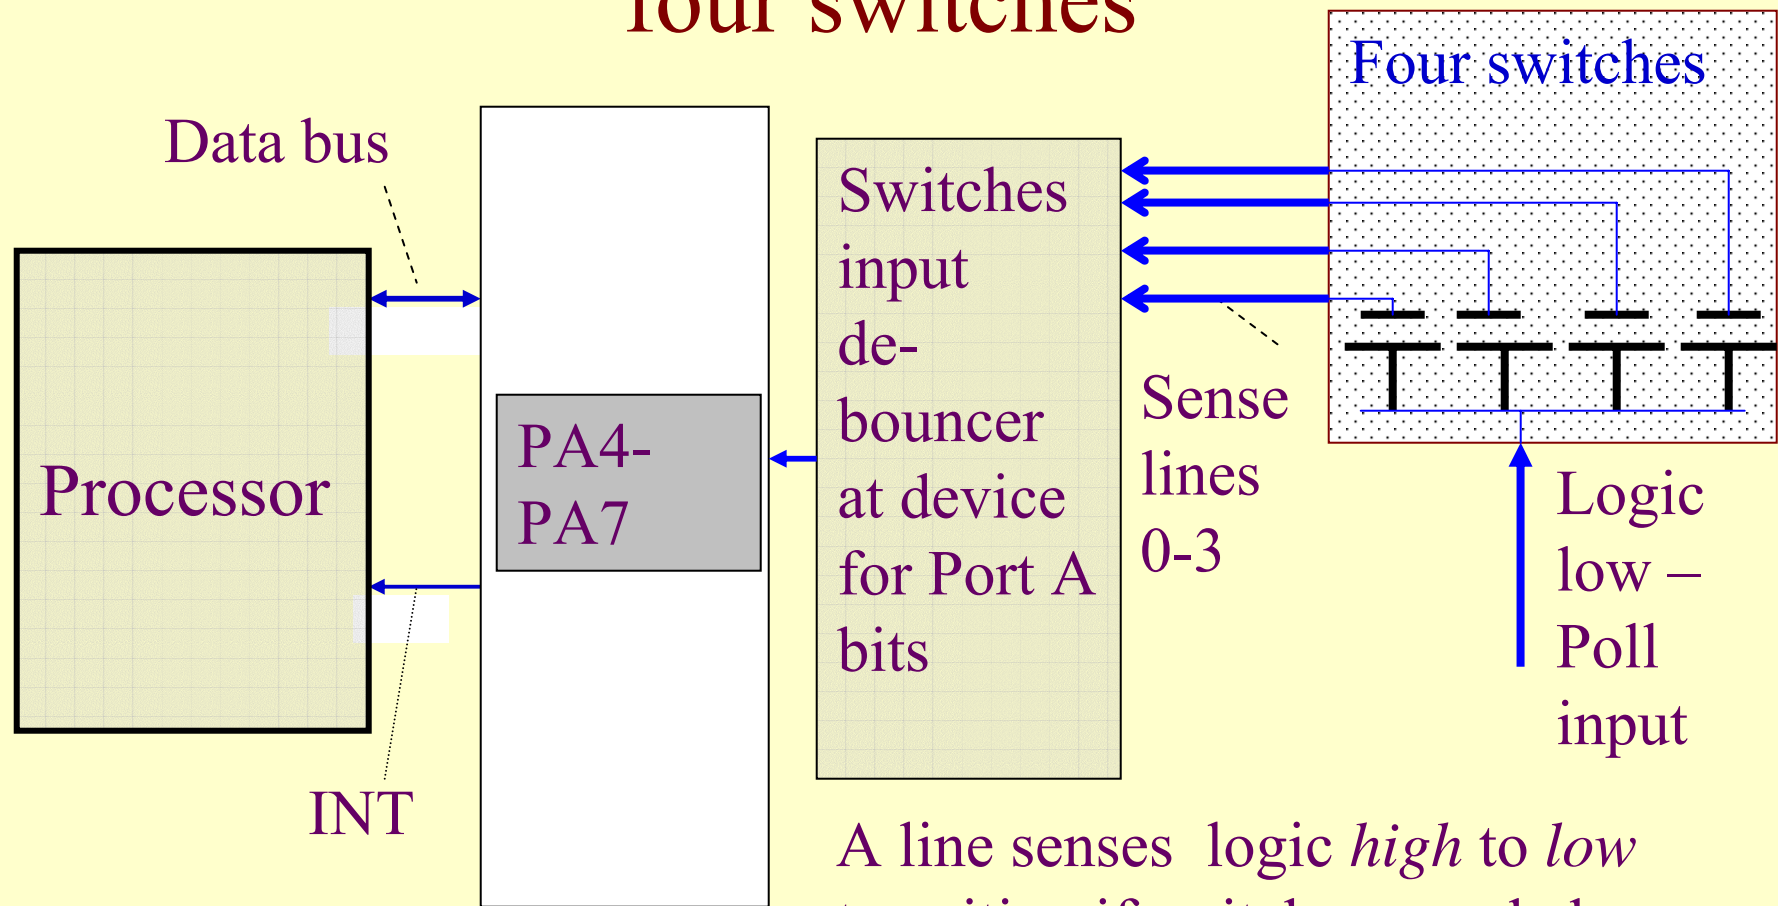 four switches
Four switches
Data bus
Switches
input
de-
bouncer
at device
for Port A
bits
Sense
lines
0-3
PA4-
PA7
Processor
Logic
low –
Poll
input
INT
A line senses logic high to low